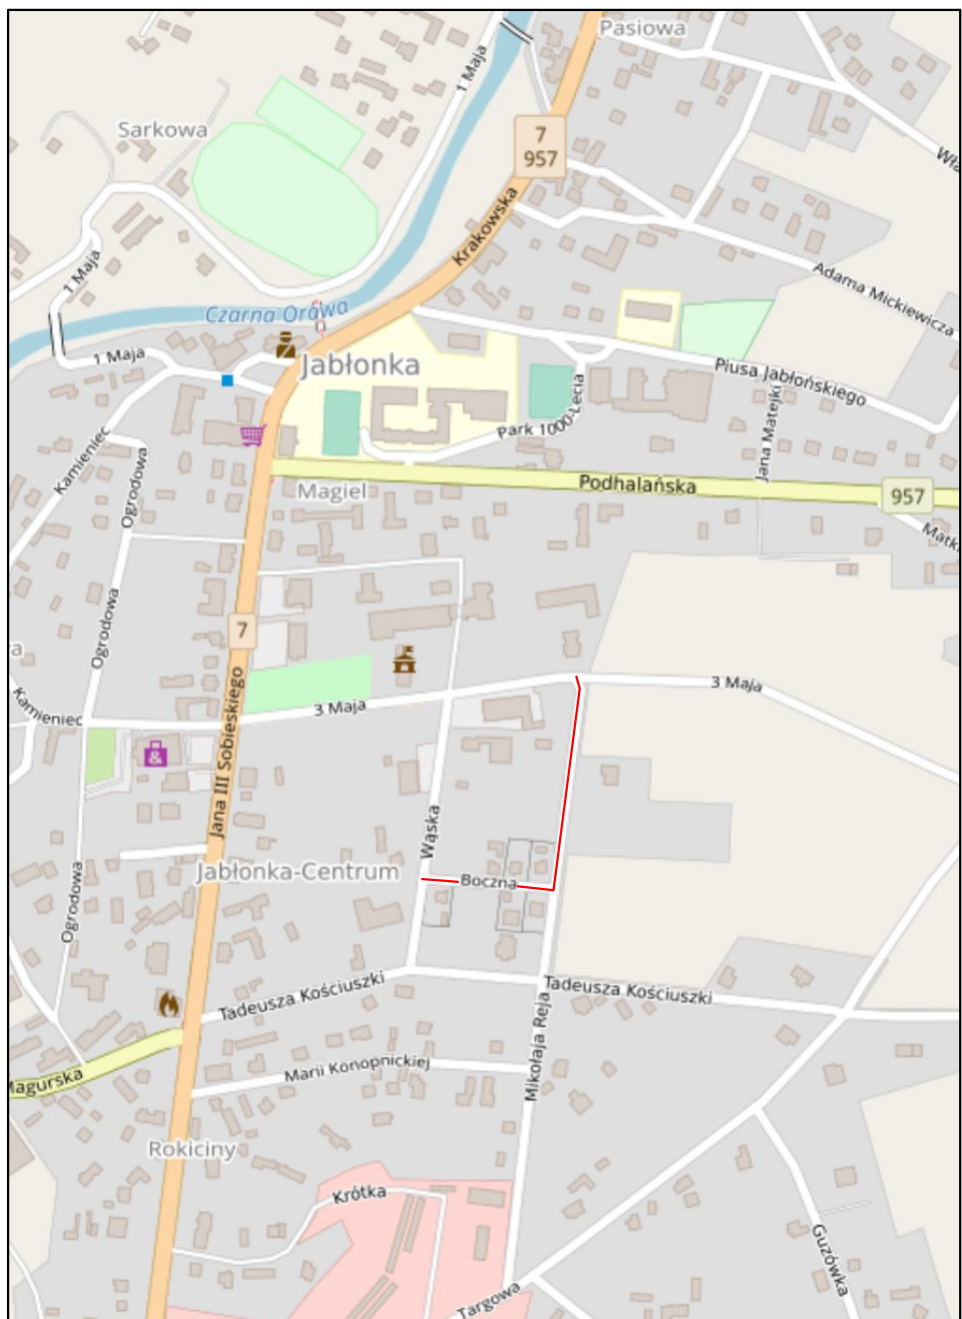 Pasiowa
1 Maja
Sarkowa
7
957
Wła
Krakowska
1 Maja
Adama Mickiewicza
Czarna Orawa
1 Maja
Jabłonka
Piusa Jabłońskiego
Park 1000-Lecia
Jana Matejki
Kamieniec
Ogrodowa
Podhalańska
957
Magiel
Matki
Ogrodowa
7
a
3 Maja
Kamieniec
3 Maja
Jana III Sobieskiego
Wąska
Jabłonka-Centrum
Boczna
Ogrodowa
Tadeusza Kościuszki
Tadeusza Kościuszki
Mikołaja Reja
Marii Konopnickiej
Magurska
Rokiciny
Krótka
Guzówka
Targowa